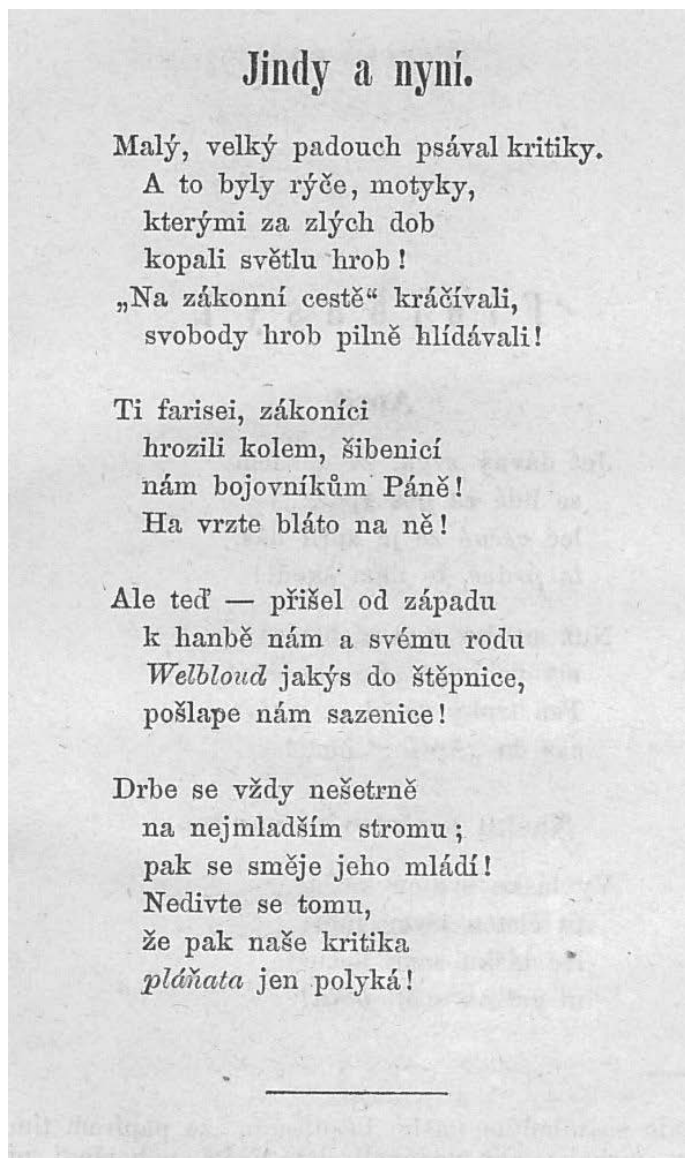 Jindy a nyní.
Malý, velký padouch psával kritiky.
A to byly rýče, motyky,
kterými za zlých dob
kopali světlu hrob!
„Na zákonní cestě“ kráčívali,
svobody hrob pilně hlídávali!
Ti farisei, zákoníci
hrozili kolem, šibenicí
nám bojovníkům Páně!
Ha vrzte bláto na ně!
Ale teď — přišel od západu
k hanbě nám a svému rodu
Welbloud jakýs do štěpnice,
pošlape nám sazenice!
Drbe se vždy nešetrně
na nejmladším stromu;
pak se směje jeho mládí!
Nedivte se tomu,
že pak naše kritika
pláňata jen polyká!